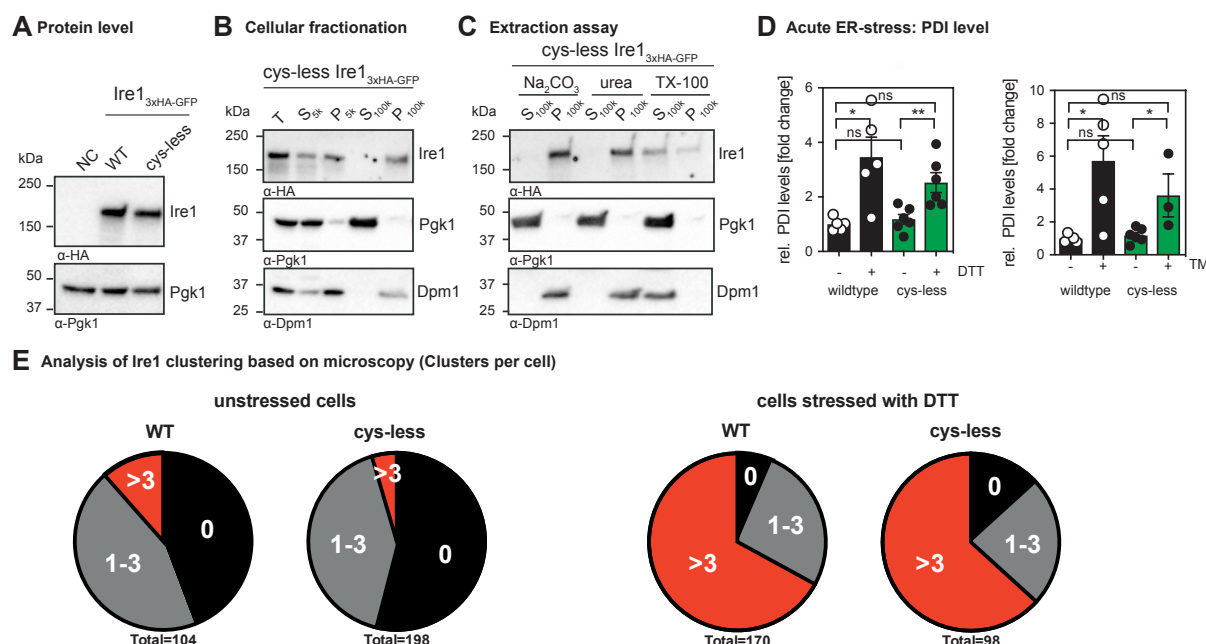 A Protein level
Ire1 3xHA-GFP
kDa
NC
WT
cys-less
250
150
Ire1
α-HA
50
37
Pgk1
α-Pgk1
B Cellular fractionation
cys-less Ire1 3xHA-GFP
kDa
T
S 5k
P 5k
S 100k
P 100k
250
150
Ire1
α-HA
50
37
Pgk1
α-Pgk1
37
25
Dpm1
α-Dpm1
C Extraction assay
cys-less Ire1 3xHA-GFP
Na2CO3 urea TX-100
kDa
S 100k
P 100k
S 100k
P 100k
S 100k
P 100k
250
150
Ire1
α-HA
50
37
Pgk1
α-Pgk1
37
25
Dpm1
α-Dpm1
D Acute ER-stress: PDI level
rel. PDI levels [fold change]
6
4
2
0
ns
* **
ns
- + - + DTT
wildtype cys-less
rel. PDI levels [fold change]
10
8
6
4
2
0
ns
* *
ns
- + - + TM
wildtype cys-less
E Analysis of Ire1 clustering based on microscopy (Clusters per cell)
unstressed cells
WT
>3
0
1-3
Total=104
cys-less
>3
1-3
0
Total=198
cells stressed with DTT
WT
0
1-3
>3
Total=170
cys-less
0
1-3
>3
Total=98